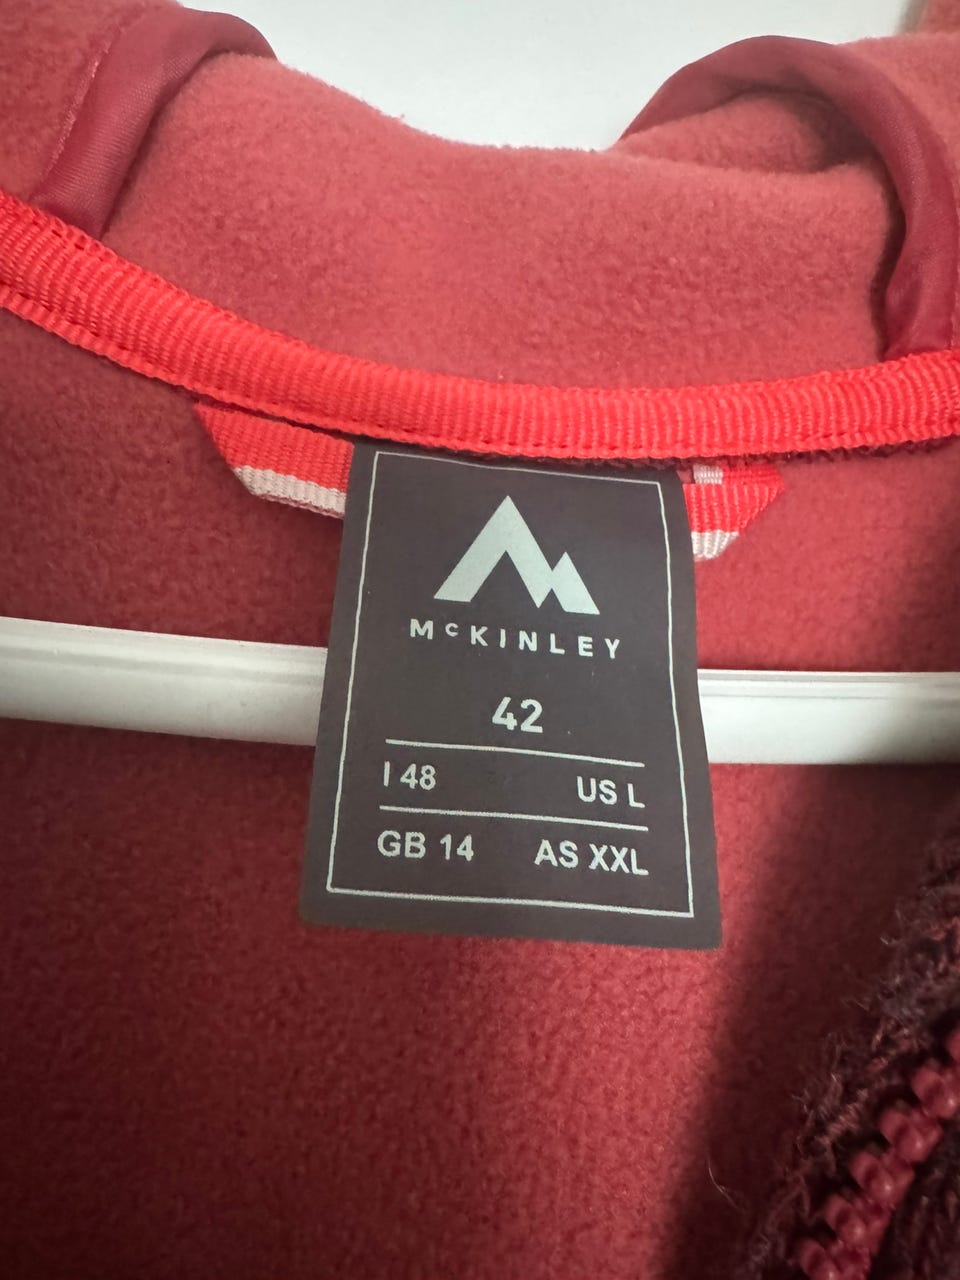 McKINLEY
42
I 48 US L
GB 14 AS XXL